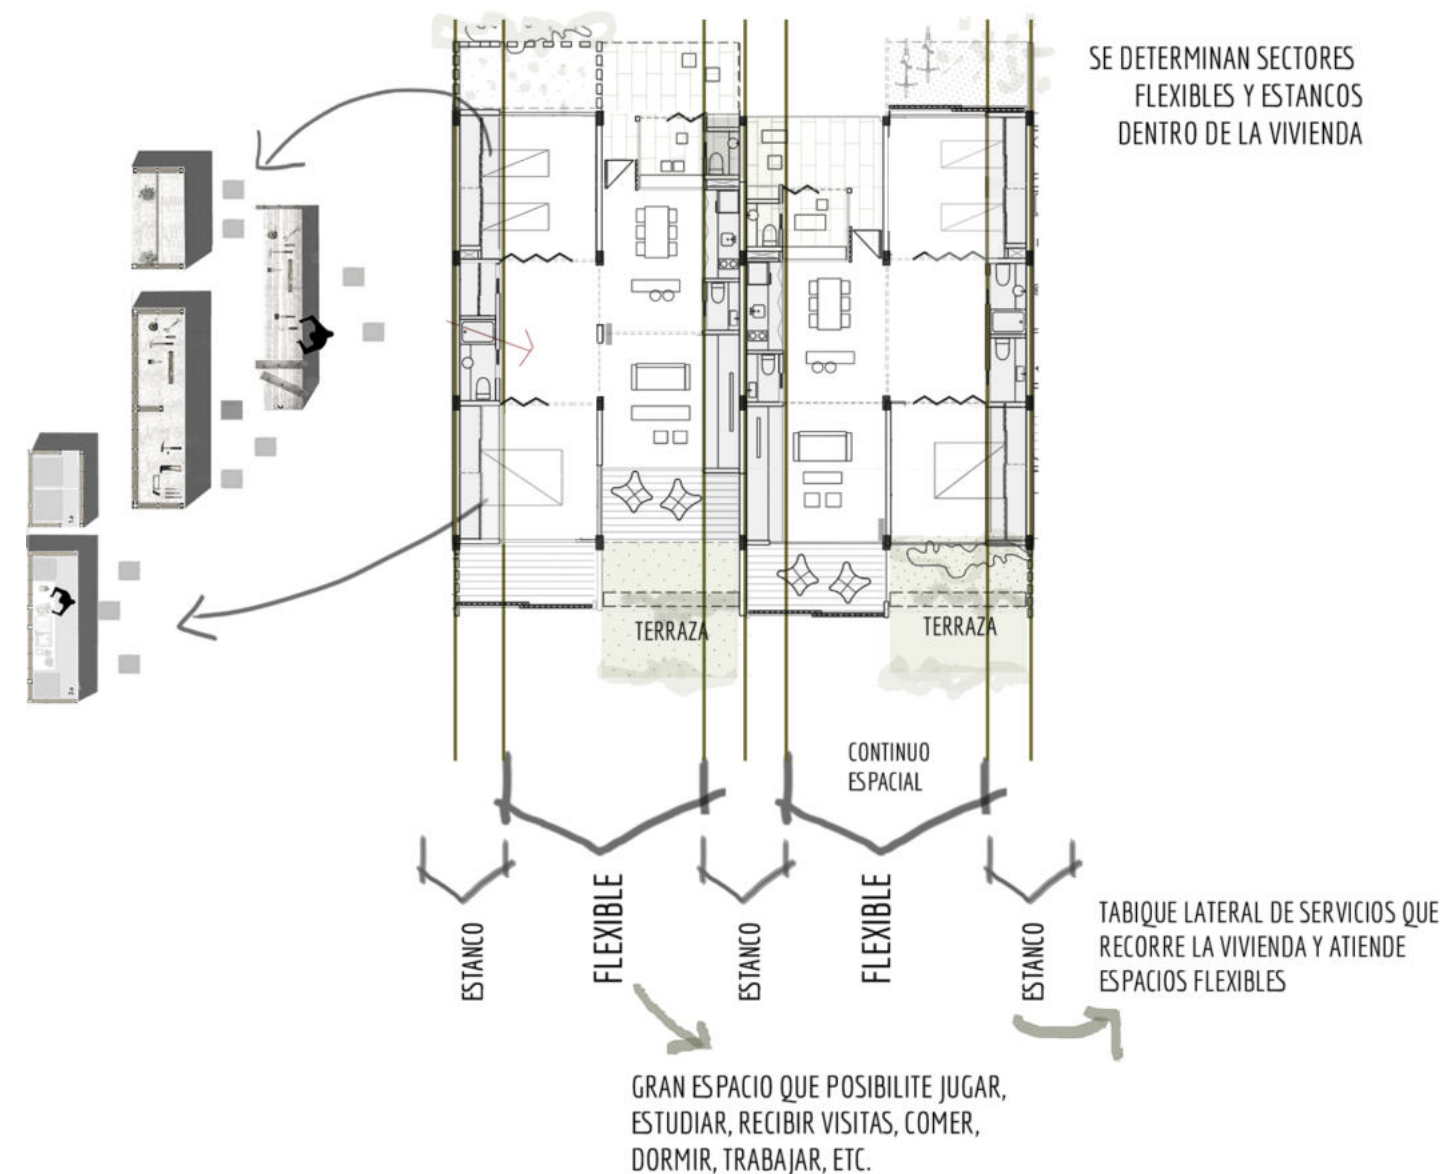 SE DETERMINAN SECTORES
FLEXIBLES Y ESTANCOS
DENTRO DE LA VIVIENDA
TERRAZA
TERRAZA
CONTINUO
ESPACIAL
ESTANCO
FLEXIBLE
ESTANCO
FLEXIBLE
ESTANCO
TABIQUE LATERAL DE SERVICIOS QUE
RECORRE LA VIVIENDA Y ATIENDE
ESPACIOS FLEXIBLES
GRAN ESPACIO QUE POSIBILITE JUGAR,
ESTUDIAR, RECIBIR VISITAS, COMER,
DORMIR, TRABAJAR, ETC.